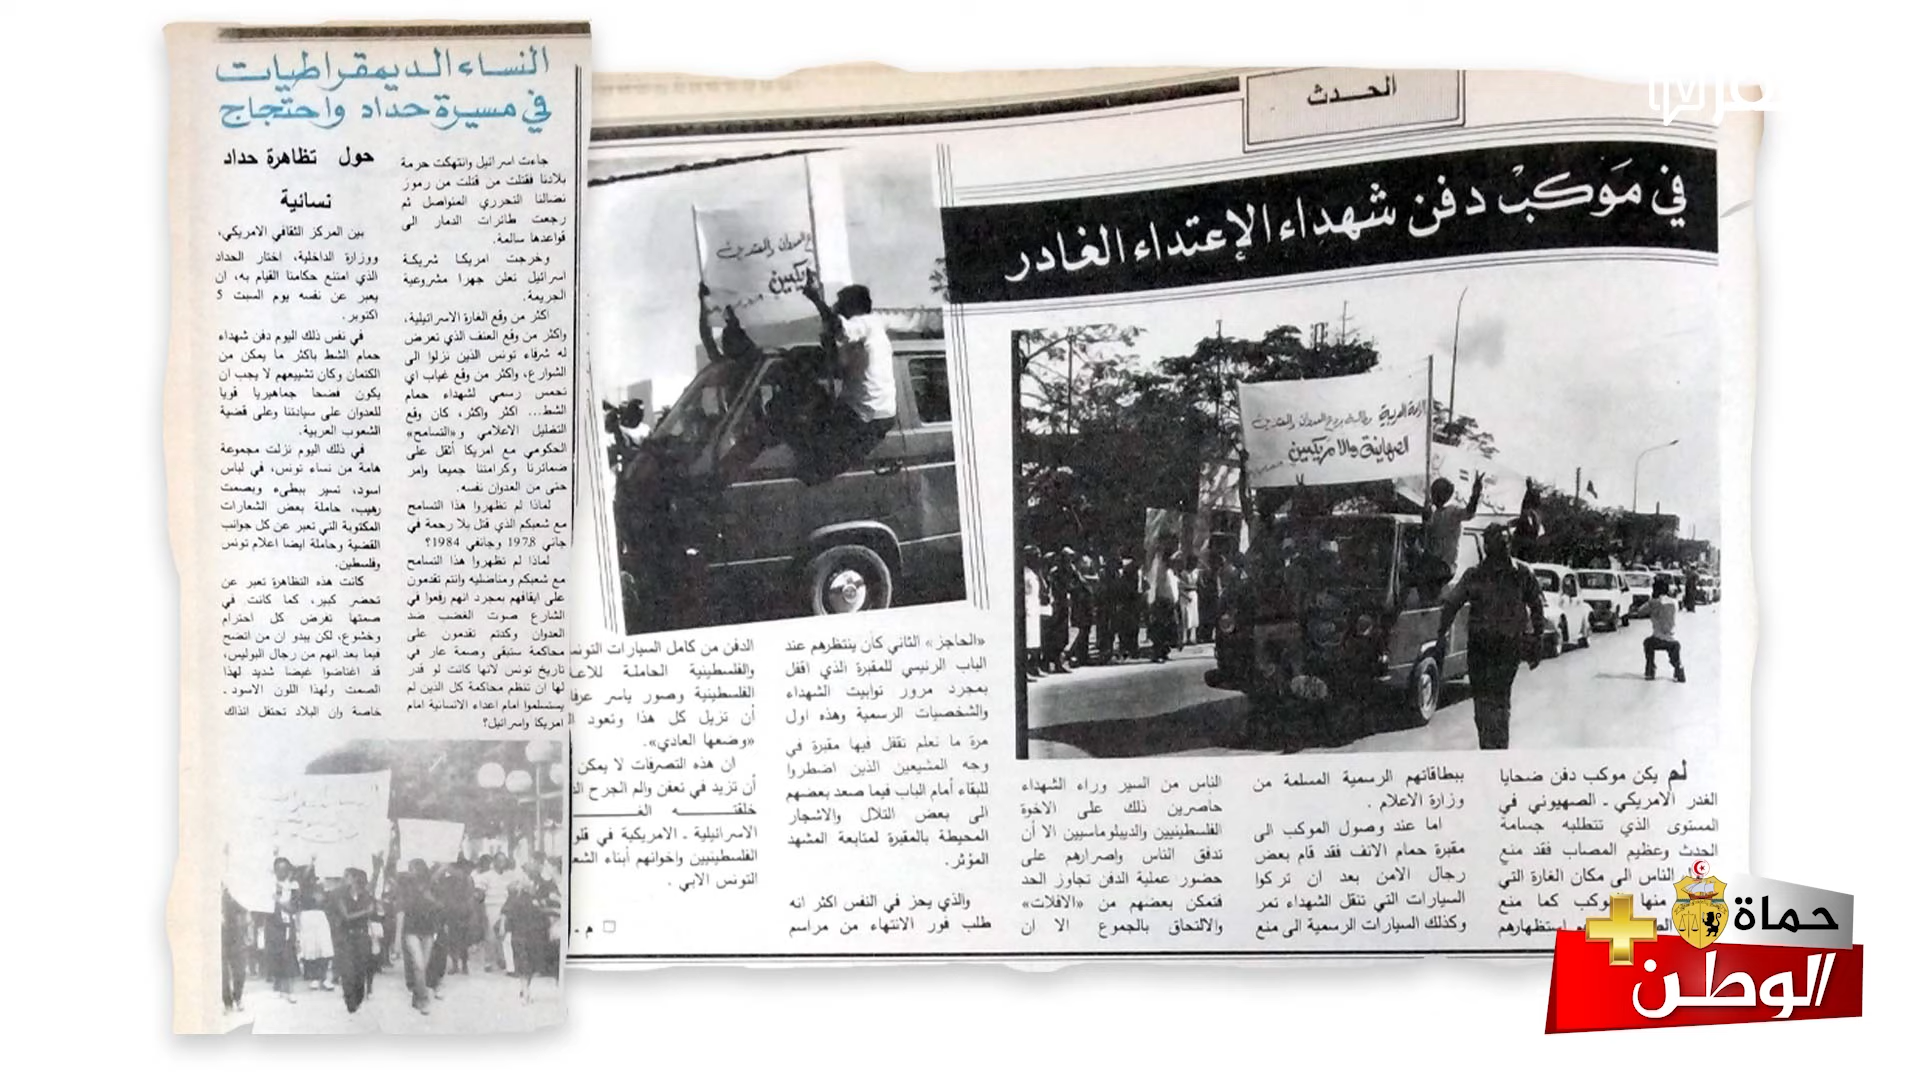 النساء الديمقراطيات
في مسيرة حداد واحتجاج
جاءت اسرائيل وانتهكت حرمة
بلادنا فقتلت من قتلت من رموز
نضالنا التحرري المتواصل ثم
رجعت طائرات الدمار الى
قواعدها سالمة.
وخرجت امريكا شريكة
اسرائيل تعلن جهرا مشروعية
الجريمة.
اكثر من وقع الغارة الاسرائيلية،
واكثر من وقع العنف الذي تعرض
له شرفاء تونس الذين نزلوا الى
الشوارع، واكثر من وقع غياب اي
تحمس رسمي لشهداء حمام
الشط... اكثر واكثر، كان وقع
التضليل الاعلامي و«التسامح»
الحكومي مع امريكا أثقل على
ضمائرنا وكرامتنا جميعا وامر
حتى من العدوان نفسه.
لماذا لم تظهروا هذا التسامح
مع شعبكم الذي قتل بلا رحمة في
جانفي 1978 وجانفي 1984؟
لماذا لم تظهروا هذا التسامح
مع شعبكم ومناضليه وانتم تقدمون
على ايقافهم بمجرد انهم رفعوا في
الشارع صوت الغضب ضد
العدوان وكدتم تقدمون على
محاكمة ستبقى وصمة عار في
تاريخ تونس لانها كانت لو قدر
لها ان تنظم محاكمة كل الذين لم
يستسلموا امام اعداء الانسانية امام
امريكا واسرائيل؟
حول تظاهرة حداد
نسائية
بين المركز الثقافي الامريكي،
ووزارة الداخلية، اختار الحداد
الذي امتنع حكامنا القيام به، ان
يعبر عن نفسه يوم السبت 5
اكتوبر.
في نفس ذلك اليوم دفن شهداء
حمام الشط باكثر ما يمكن من
الكتمان وكان تشييعهم لا يجب ان
يكون فضحا جماهيريا قويا
للعدوان على سيادتنا وعلى قضية
الشعوب العربية.
في ذلك اليوم نزلت مجموعة
هامة من نساء تونس، في لباس
اسود، تسير ببطيء وبصمت
رهيب، حاملة بعض الشعارات
المكتوبة التي تعبر عن كل جوانب
القضية وحاملة ايضا اعلام تونس
وفلسطين.
كانت هذه التظاهرة تعبر عن
تحضر كبير، كما كانت في
صمتها تفرض كل احترام
وخشوع، لكن يبدو ان من اتضح
فيما بعد انهم من رجال البوليس،
قد اغتاضوا غيضا شديد لهذا
الصمت ولهذا اللون الاسود.
خاصة وان البلاد تحتفل انذاك
الحدث
في مَوكبْ دفن شهداء الإعتداء الغادر
العدوان والمعتدين
الصهاينة والامريكيين
لم يكن موكب دفن ضحايا
الغدر الامريكي ـ الصهيوني في
المستوى الذي تتطلبه جسامة
الحدث وعظيم المصاب فقد منع
الناس الى مكان الغارة التي
منها الموكب كما منع
استظهارهم
ببطاقاتهم الرسمية المسلمة من
وزارة الاعلام.
اما عند وصول الموكب الى
مقبرة حمام الانف فقد قام بعض
رجال الامن بعد ان تركوا
السيارات التي تنقل الشهداء تمر
وكذلك السيارات الرسمية الى منع
الناس من السير وراء الشهداء
حاصرين ذلك على الاخوة
الفلسطينيين والديبلوماسيين الا أن
تدفق الناس واصرارهم على
حضور عملية الدفن تجاوز الحد
فتمكن بعضهم من «الافلات»
والالتحاق بالجموع الا ان
«الحاجز» الثاني كان ينتظرهم عند
الباب الرئيسي للمقبرة الذي اقفل
بمجرد مرور توابيت الشهداء
والشخصيات الرسمية وهذه اول
مرة ما نعلم تقفل فيها مقبرة في
وجه المشيعين الذين اضطروا
للبقاء أمام الباب فيما صعد بعضهم
الى بعض التلال والاشجار
المحيطة بالمقبرة لمتابعة المشهد
المؤثر.
والذي يحز في النفس اكثر انه
طلب فور الانتهاء من مراسم
الدفن من كامل السيارات
والفلسطينية الحاملة
الفلسطينية وصور ياسر
أن تزيل كل هذا وتعود
«وضعها العادي».
ان هذه التصرفات لا يمكن
أن تزيد في تعفن والم الجرح
خلقته
الاسرائيلية ـ الامريكية في
الفلسطينيين واخوانهم أبناء
التونس الابي.
م ـ
حماة
الوطن